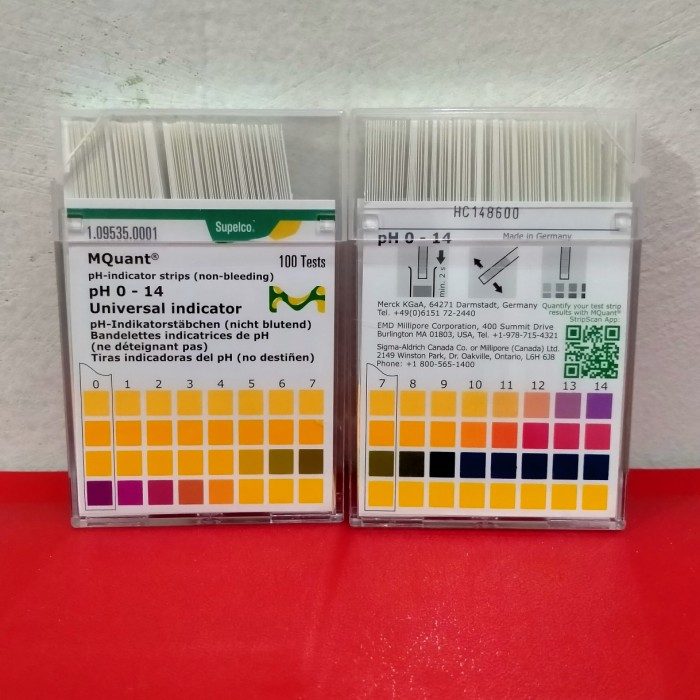 1.09535.0001
Supelco.
MQuant®
100 Tests
pH-indicator strips (non-bleeding)
pH 0 - 14
Universal indicator
pH-Indikatorstäbchen (nicht blutend)
Bandelettes indicatrices de pH
(ne déteignant pas)
Tiras indicadoras del pH (no destiñen)
0 1 2 3 4 5 6 7
HC148600
pH 0 - 14
Made in Germany
min. 2 s
Merck KGaA, 64271 Darmstadt, Germany
Tel. +49(0)6151 72-2440
EMD Millipore Corporation, 400 Summit Drive
Burlington MA 01803, USA, Tel. +1-978-715-4321
Sigma-Aldrich Canada Co. or Millipore (Canada) Ltd.
2149 Winston Park, Dr. Oakville, Ontario, L6H 6J8
Phone: +1 800-565-1400
Quantify your test strip
results with MQuant®
StripScan App:
7 8 9 10 11 12 13 14